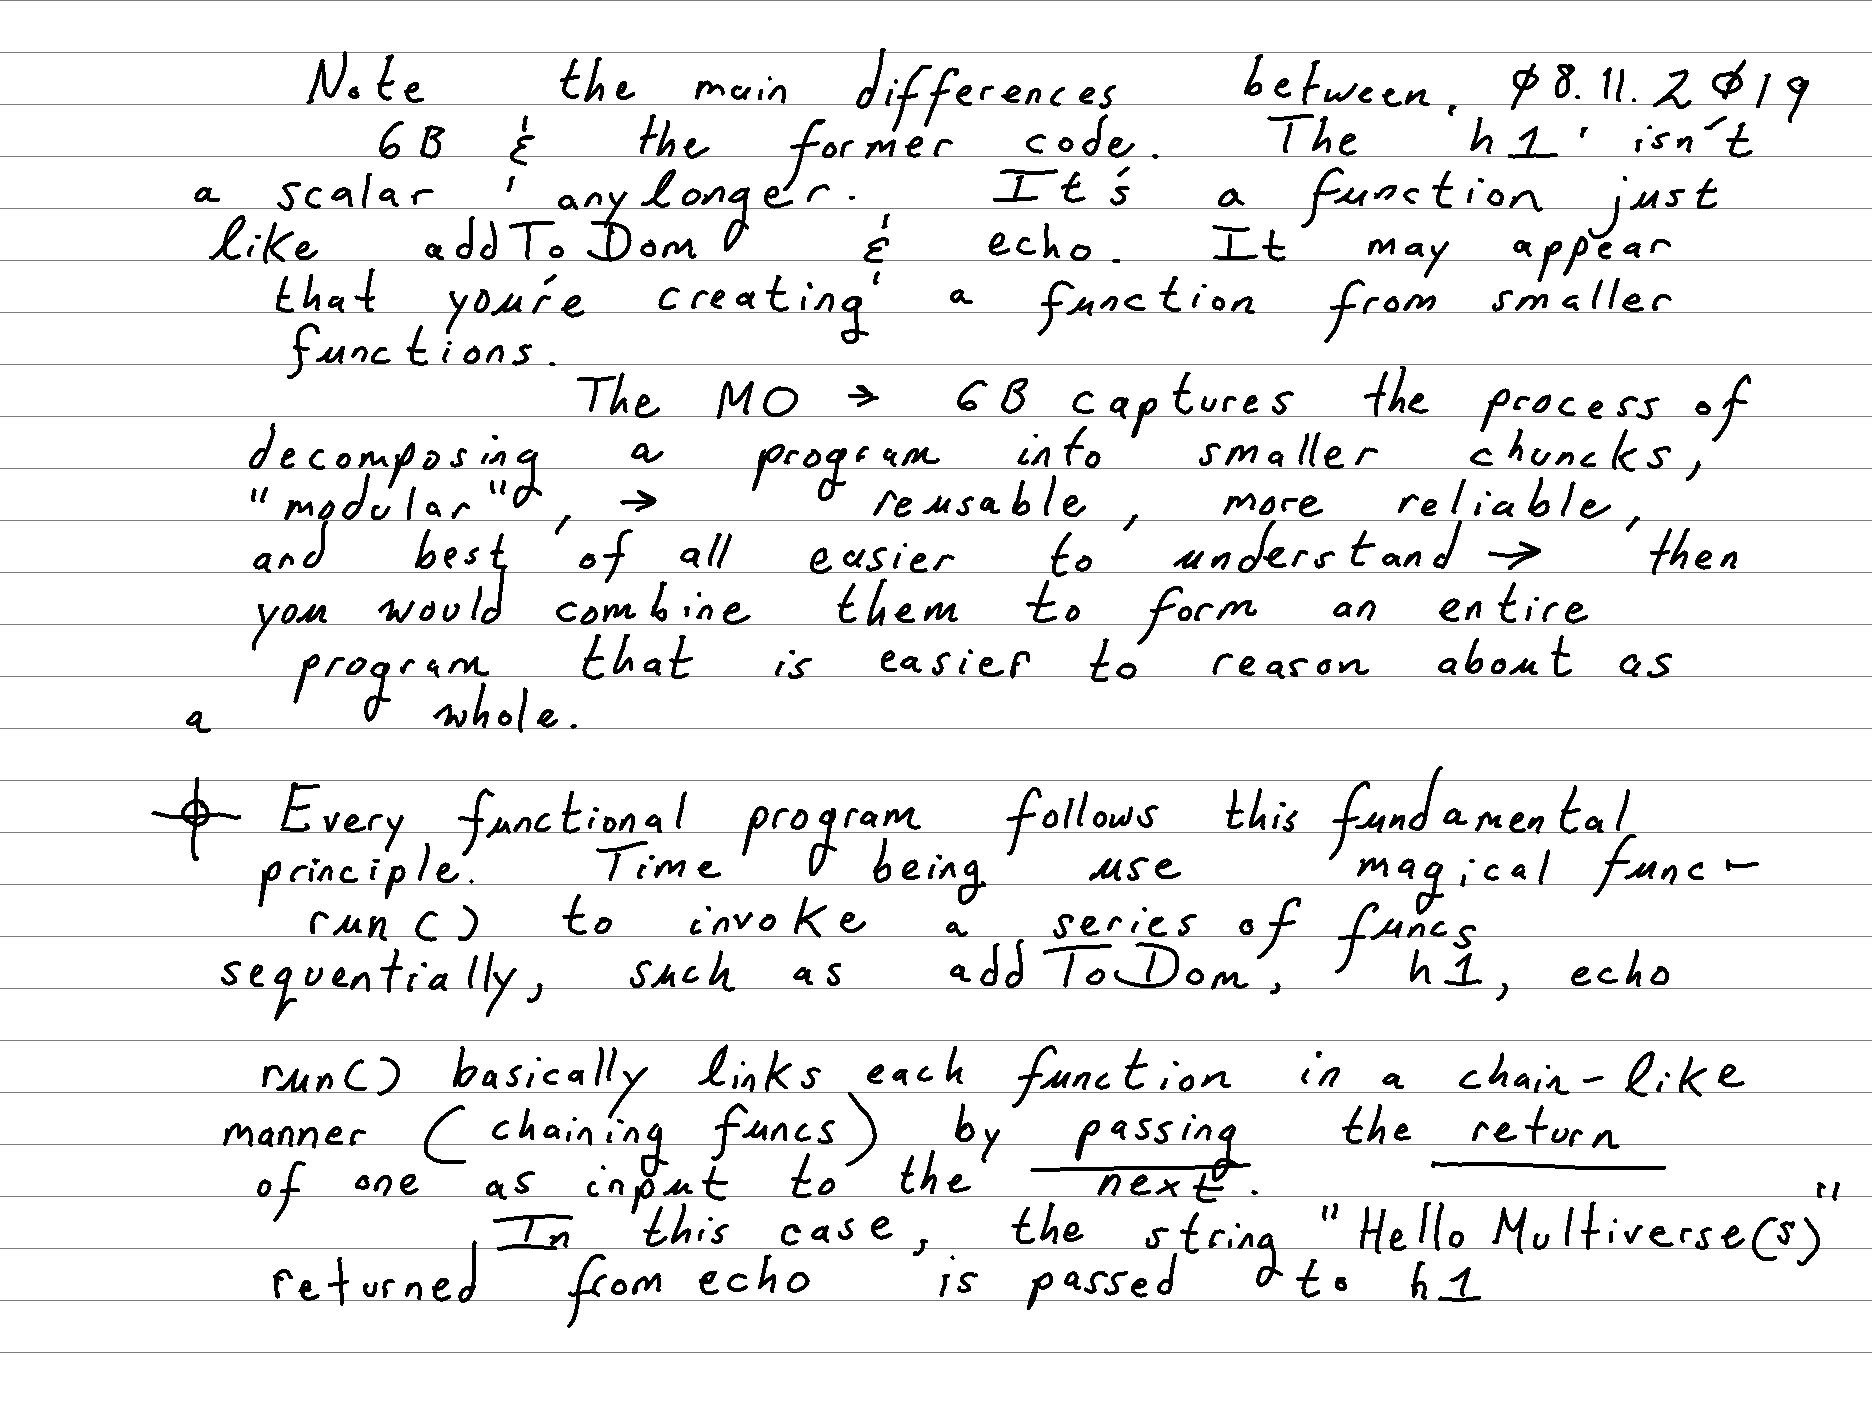 Note the main differences between. Ø8.11.2Ø19
6B & the former code. The h1 isn't
a scalar anylonger. It's a function just
like addToDom & echo. It may appear
that you're creating a function from smaller
functions.
The MO → 6B captures the process of
decomposing a program into smaller chuncks,
"modular", → reusable, more reliable,
and best of all easier to understand → then
you would combine them to form an entire
program that is easier to reason about as
a whole.
Every functional program follows this fundamental
principle. Time being use magical func-
run() to invoke a series of funcs
sequentially, such as addToDom, h1, echo
run() basically links each function in a chain-like
manner (chaining funcs) by passing the return
of one as input to the next.
In this case, the string "Hello Multiverse(s)"
returned from echo is passed to h1